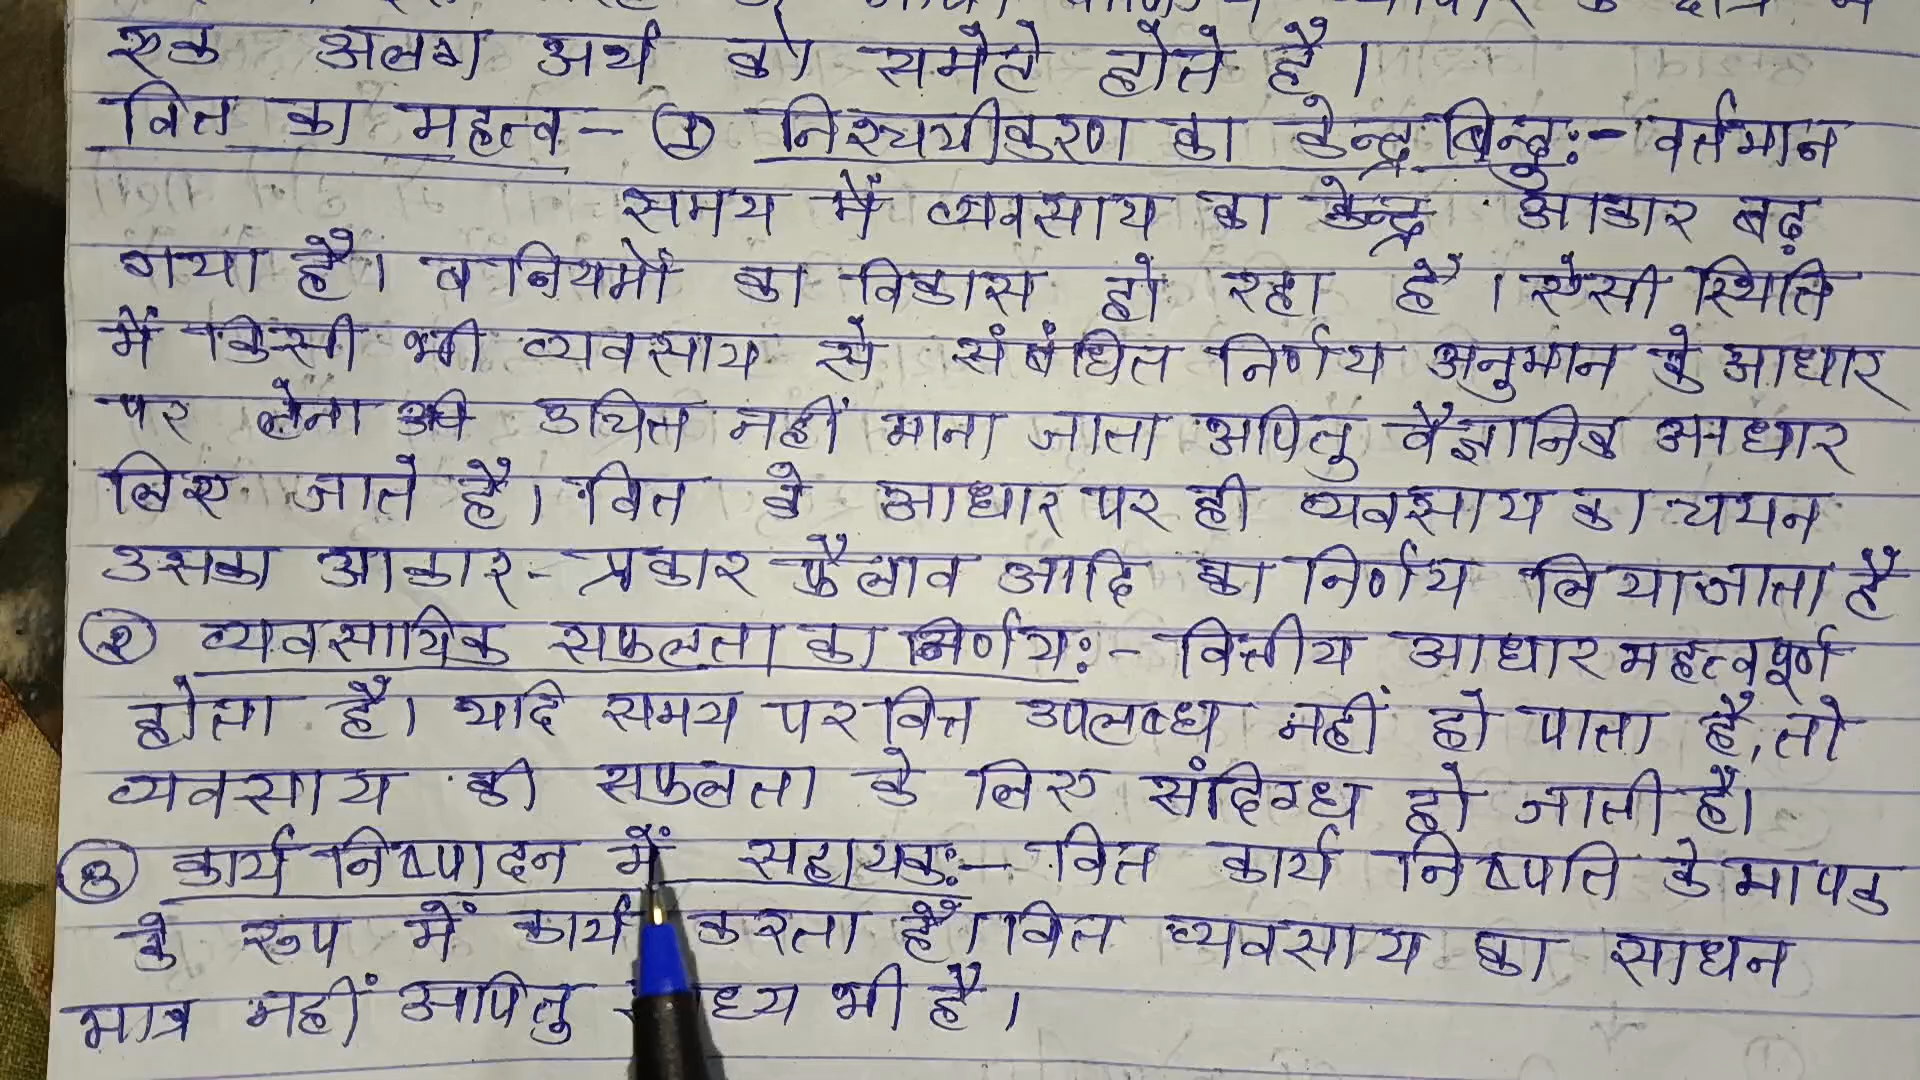 एक अलग अर्थ को समेटे होते है।
वित्त का महत्व - ① निश्चयीकरण का केन्द्र बिन्दु :- वर्तमान
समय में व्यवसाय का केन्द्र आकार बढ़
गया है। व नियमों का विकास हो रहा है। ऐसी स्थिति
में किसी भी व्यवसाय से संबंधित निर्णय अनुमान के आधार
पर लेना उचित नहीं माना जाता अपितु वैज्ञानिक आधार
लिए जाते है। वित्त के आधार पर ही व्यवसाय का चयन
उसका आकार - प्रकार फैलाव आदि का निर्णय लिया जाता है
② व्यवसायिक सफलता का निर्णय :- वित्तीय आधार महत्वपूर्ण
होता है। यदि समय पर वित्त उपलब्ध नहीं हो पाता है, तो
व्यवसाय की सफलता के लिए संदिग्ध हो जाती है।
③ कार्य निष्पादन में सहायक :- वित्त कार्य निष्पति के मापक
के रूप में कार्य करता है। वित्त व्यवसाय का साधन
मात्र नहीं अपितु भी है।